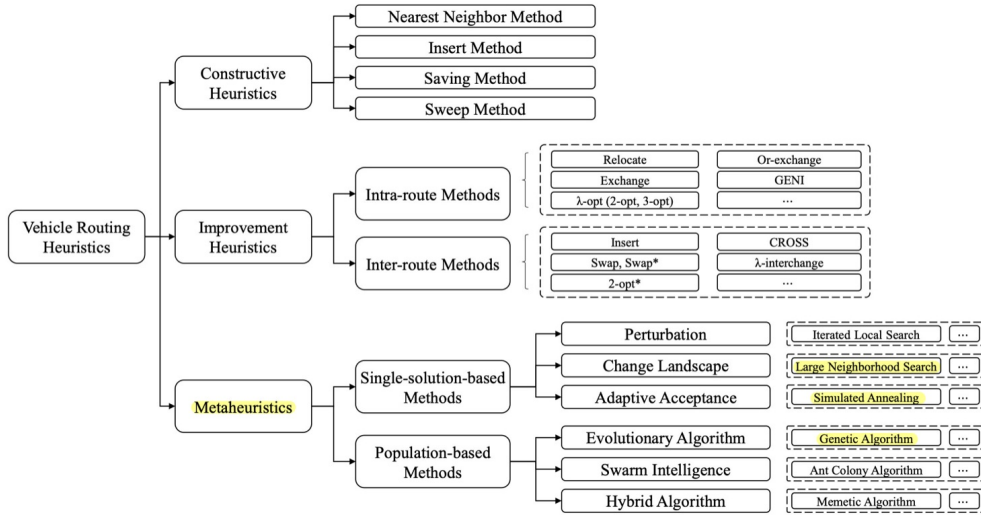 Nearest Neighbor Method
Insert Method
Constructive
Heuristics
Saving Method
Sweep Method
Relocate
Or-exchange
Intra-route Methods
Exchange
GENI
λ-opt (2-opt, 3-opt)
...
Vehicle Routing
Heuristics
Improvement
Heuristics
Insert
CROSS
Inter-route Methods
Swap, Swap*
λ-interchange
2-opt*
...
Perturbation
Iterated Local Search
...
Single-solution-based
Methods
Change Landscape
Large Neighborhood Search
...
Metaheuristics
Adaptive Acceptance
Simulated Annealing
...
Evolutionary Algorithm
Genetic Algorithm
...
Population-based
Methods
Swarm Intelligence
Ant Colony Algorithm
...
Hybrid Algorithm
Memetic Algorithm
...